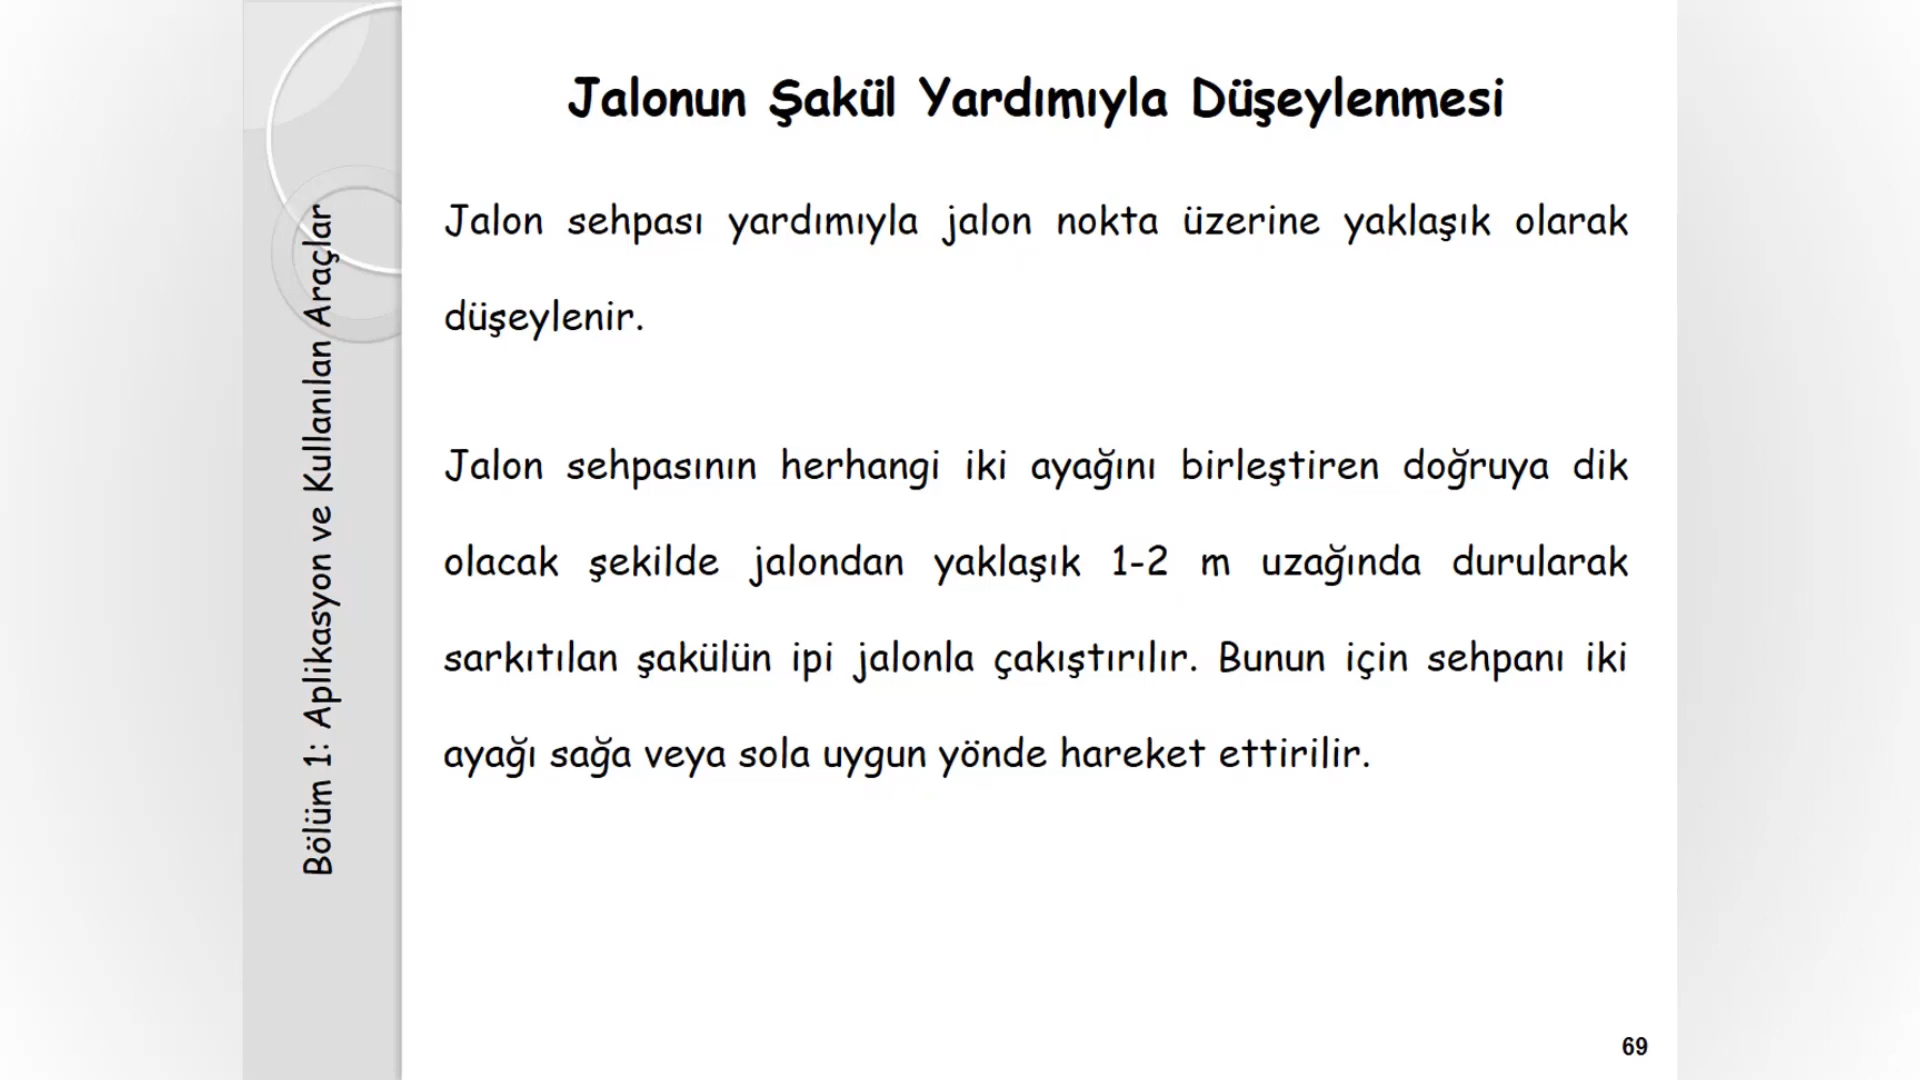 Jalonun Şakül Yardımıyla Düşeylenmesi
Jalon sehpası yardımıyla jalon nokta üzerine yaklaşık olarak
düşeylenir.
Jalon sehpasının herhangi iki ayağını birleştiren doğruya dik
olacak şekilde jalondan yaklaşık 1-2 m uzağında durularak
sarkıtılan şakülün ipi jalonla çakıştırılır. Bunun için sehpanı iki
ayağı sağa veya sola uygun yönde hareket ettirilir.
Bölüm 1: Aplikasyon ve Kullanılan Araçlar
69